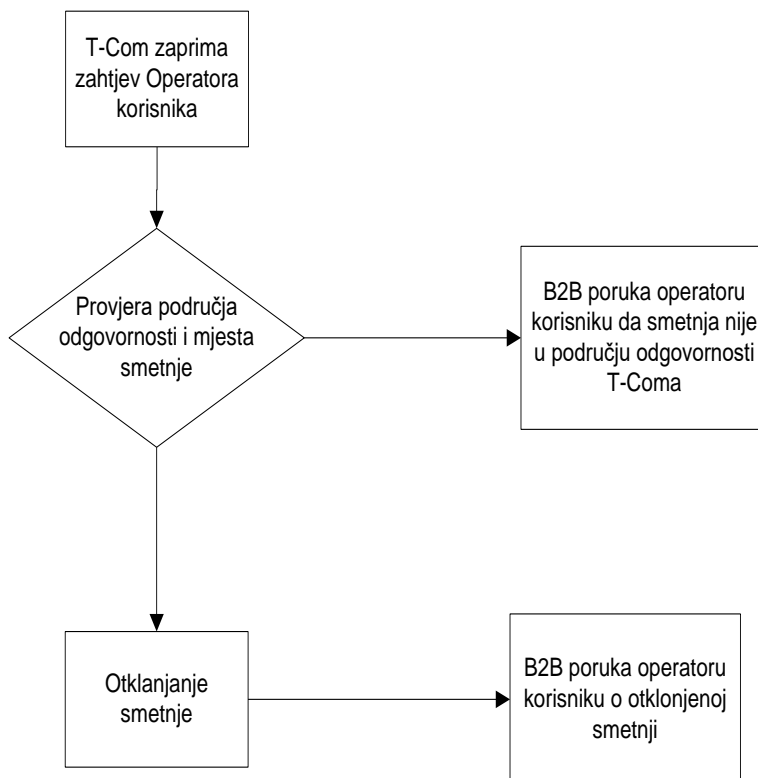 T-Com zaprima
zahtjev Operatora
korisnika
Provjera područja
odgovornosti i mjesta
smetnje
B2B poruka operatoru
korisniku da smetnja nije
u području odgovornosti
T-Coma
Otklanjanje
smetnje
B2B poruka operatoru
korisniku o otklonjenoj
smetnji